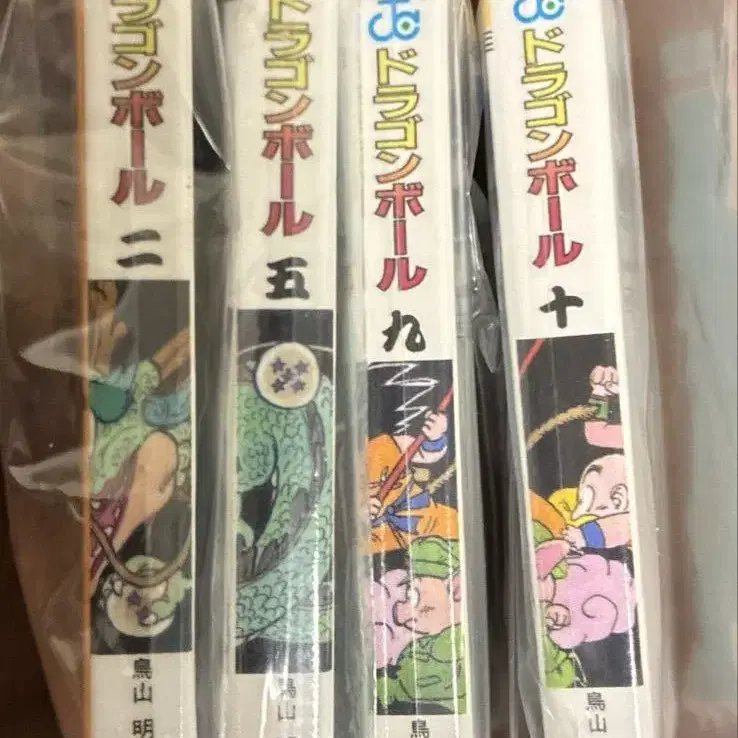 ドラゴンボール 二
鳥山 明
ドラゴンボール 五
鳥山
ドラゴンボール 九
鳥
ドラゴンボール 十
鳥山